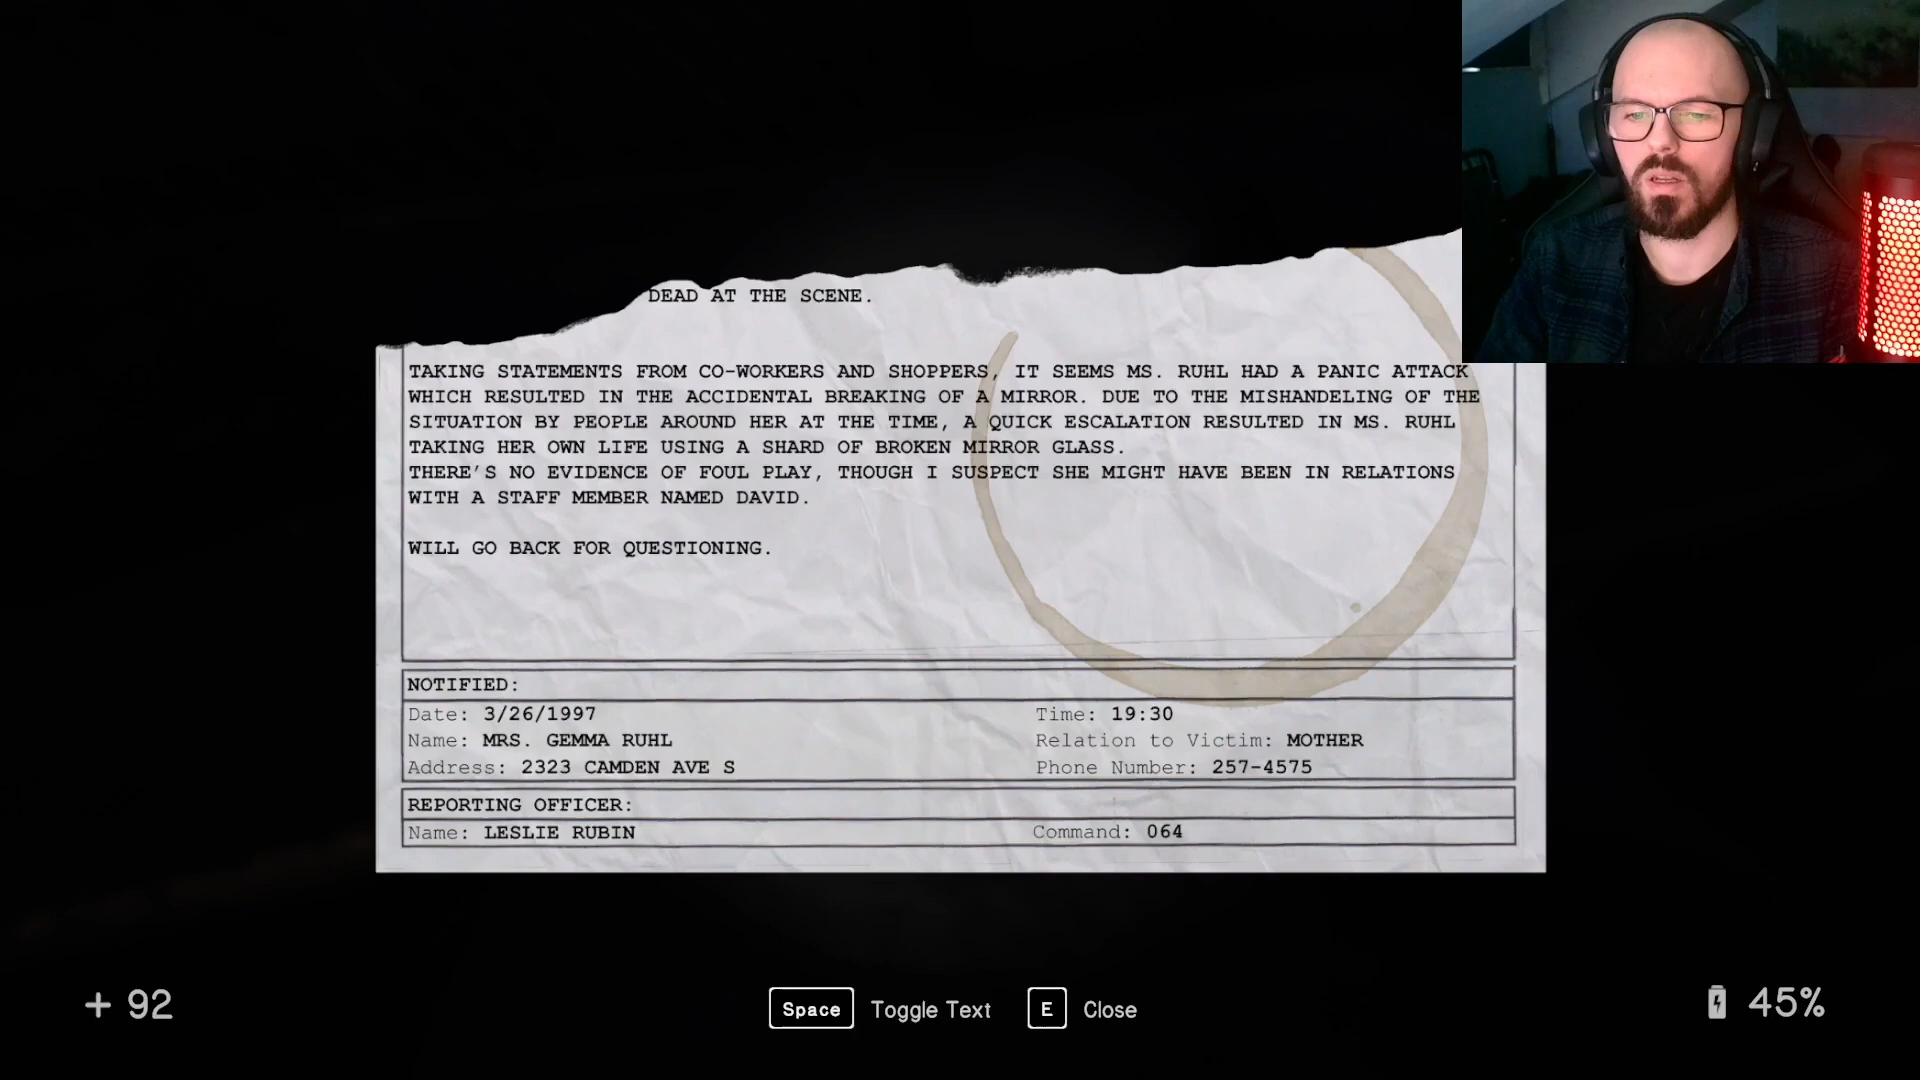 DEAD AT THE SCENE.
TAKING STATEMENTS FROM CO-WORKERS AND SHOPPERS, IT SEEMS MS. RUHL HAD A PANIC ATTACK
WHICH RESULTED IN THE ACCIDENTAL BREAKING OF A MIRROR. DUE TO THE MISHANDELING OF THE
SITUATION BY PEOPLE AROUND HER AT THE TIME, A QUICK ESCALATION RESULTED IN MS. RUHL
TAKING HER OWN LIFE USING A SHARD OF BROKEN MIRROR GLASS.
THERE'S NO EVIDENCE OF FOUL PLAY, THOUGH I SUSPECT SHE MIGHT HAVE BEEN IN RELATIONS
WITH A STAFF MEMBER NAMED DAVID.
WILL GO BACK FOR QUESTIONING.
NOTIFIED:
Date: 3/26/1997 Time: 19:30
Name: MRS. GEMMA RUHL Relation to Victim: MOTHER
Address: 2323 CAMDEN AVE S Phone Number: 257-4575
REPORTING OFFICER:
Name: LESLIE RUBIN Command: 064
+ 92 Space Toggle Text E Close 45%